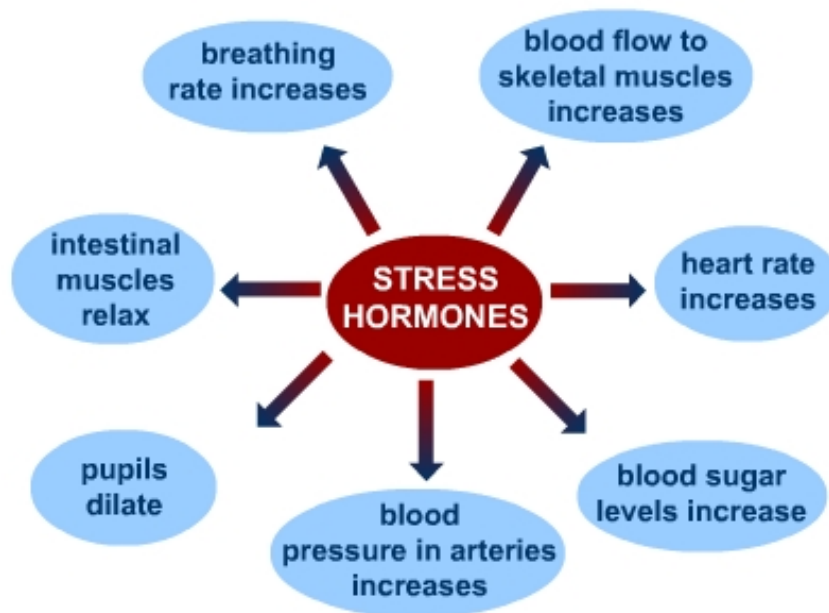 breathing
rate increases
blood flow to
skeletal muscles
increases
intestinal
muscles
relax
STRESS
HORMONES
heart rate
increases
pupils
dilate
blood
pressure in arteries
increases
blood sugar
levels increase